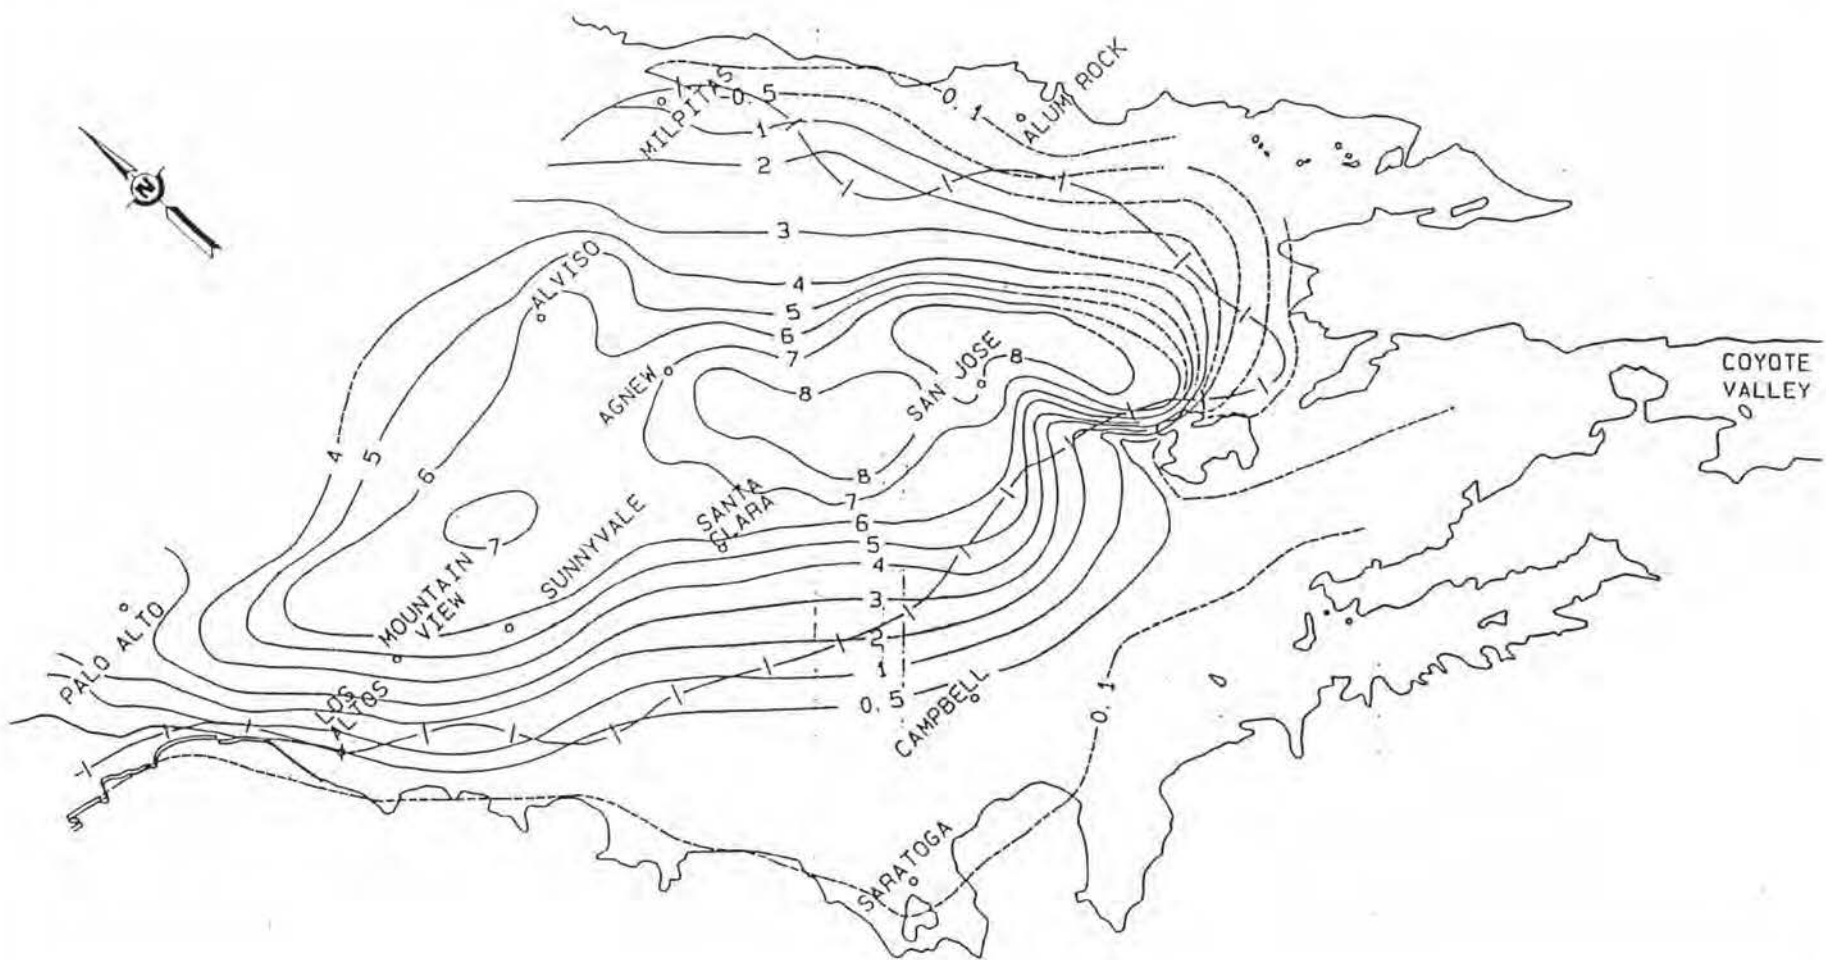 ALUM ROCK
MILPITAS
0.1
0.5
1
2
N
3
ALVISO
4
5
6
7
SAN JOSE
8
COYOTE
VALLEY
0
AGNEW
8
4
5
6
8
SANTA
CLARA
7
SUNNYVALE
6
7
5
MOUNTAIN
VIEW
4
3
PALO ALTO
2
1
LOS
ALTOS
0.5
CAMPBELL
0.1
SARATOGA